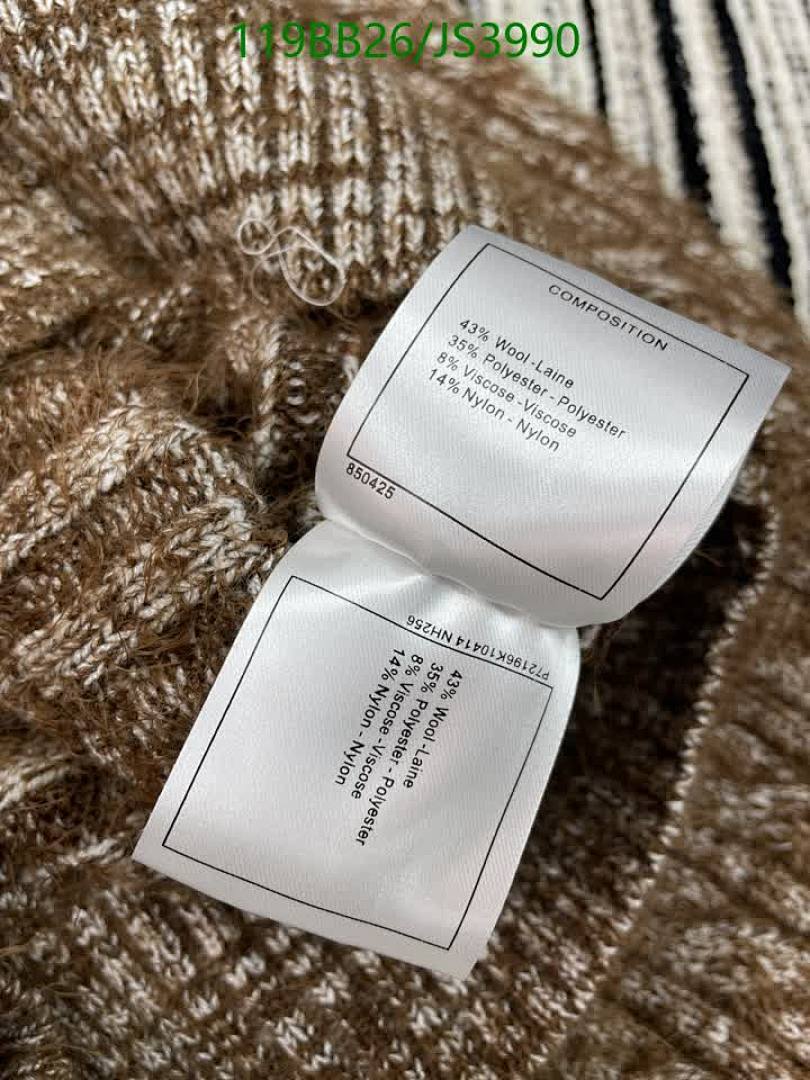 119BB26/JS3990
COMPOSITION
43% Wool-Laine
35% Polyester - Polyester
8% Viscose -Viscose
14% Nylon - Nylon
850425
P72196K10414 NH256
43% Wool-Laine
35% Polyester- Polyester
8% Viscose -Viscose
14% Nylon - Nylon